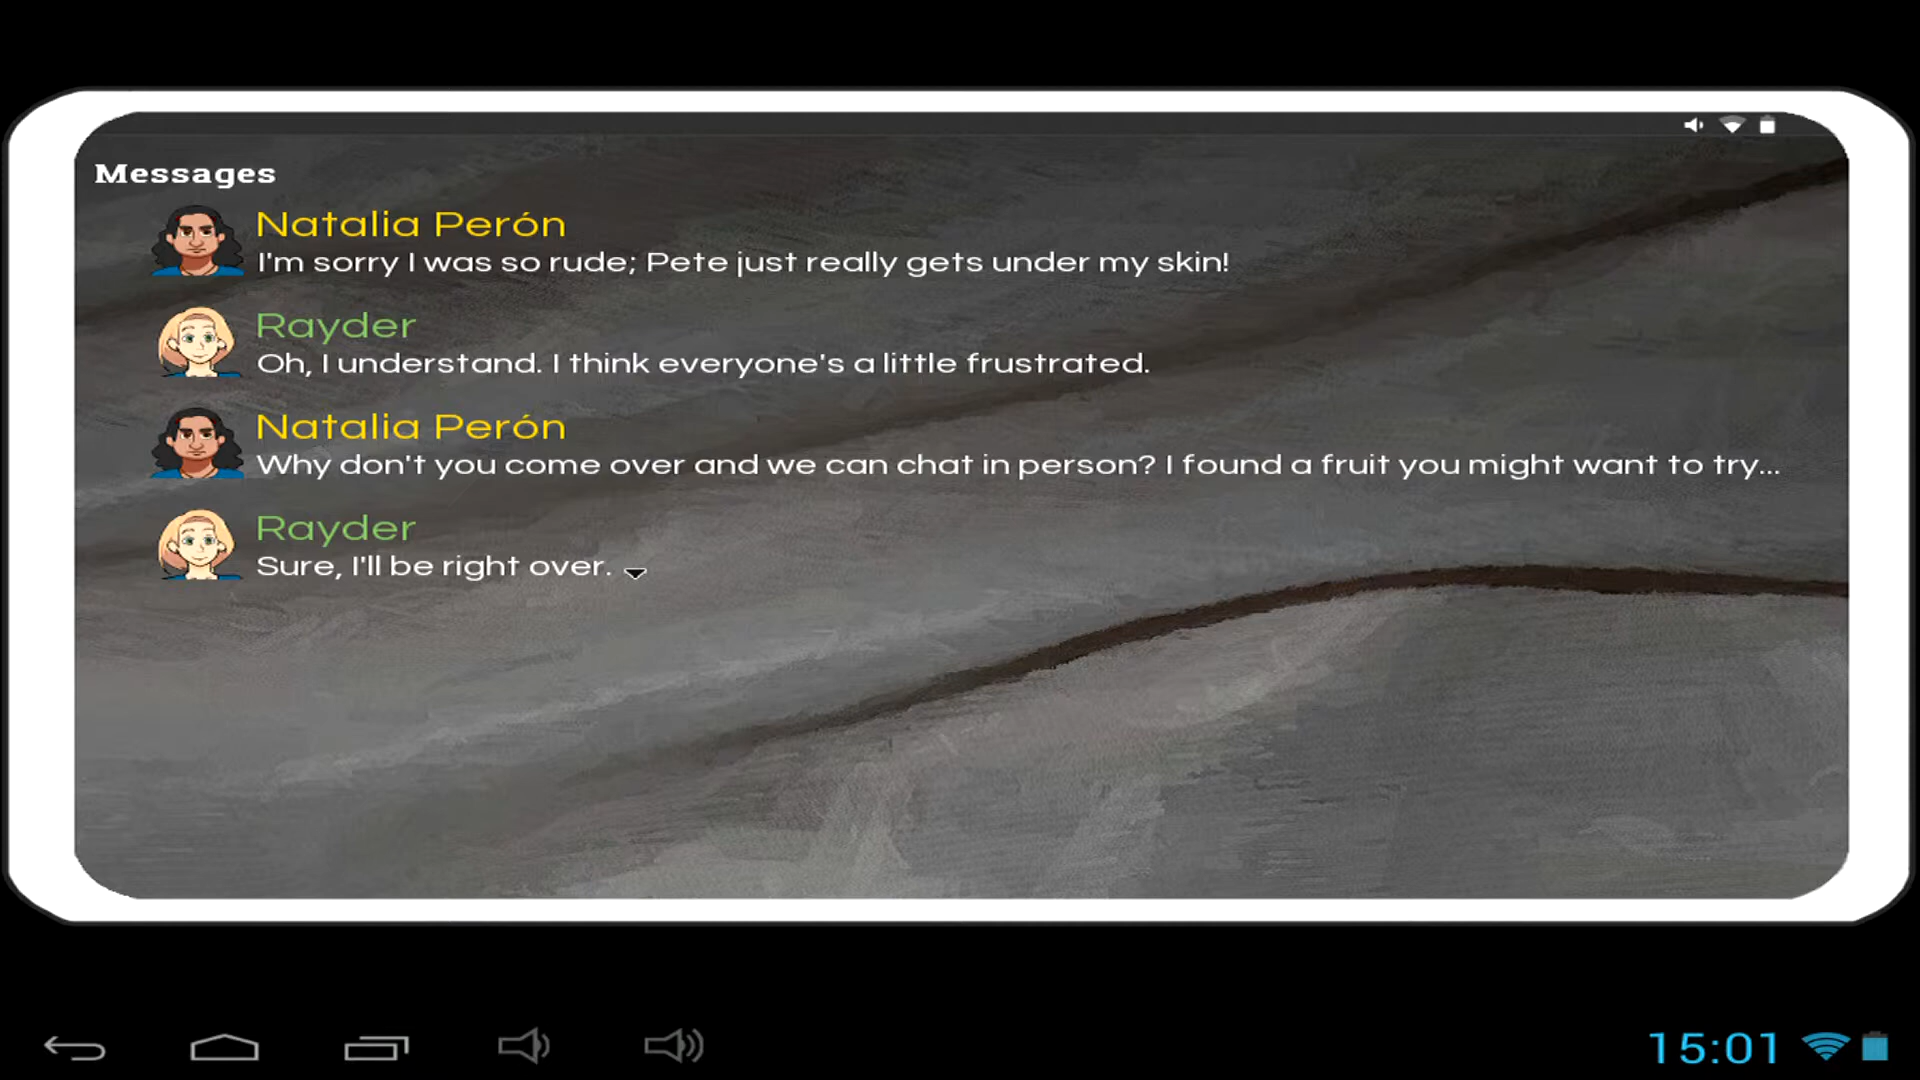 Messages
Natalia Perón
I'm sorry I was so rude; Pete just really gets under my skin!
Rayder
Oh, I understand. I think everyone's a little frustrated.
Natalia Perón
Why don't you come over and we can chat in person? I found a fruit you might want to try...
Rayder
Sure, I'll be right over.
15:01